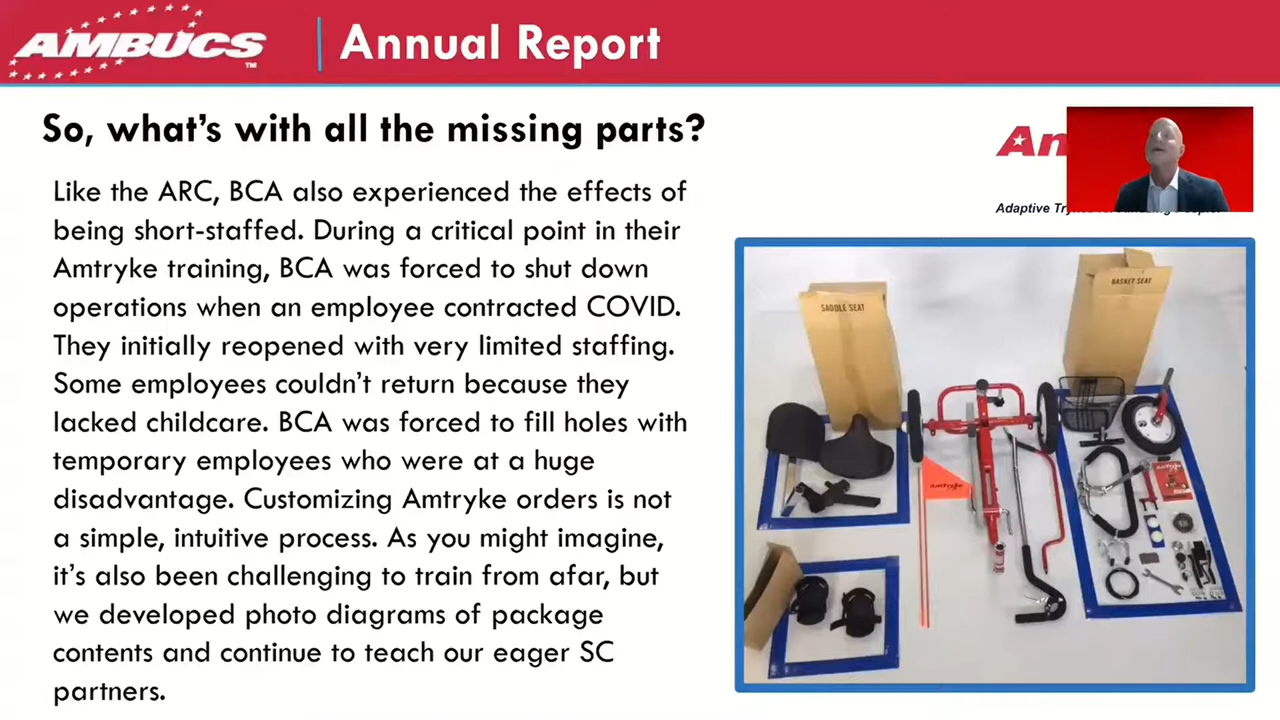 AMBUCS
TM
Annual Report
So, what's with all the missing parts?
Like the ARC, BCA also experienced the effects of
being short-staffed. During a critical point in their
Amtryke training, BCA was forced to shut down
operations when an employee contracted COVID.
They initially reopened with very limited staffing.
Some employees couldn't return because they
lacked childcare. BCA was forced to fill holes with
temporary employees who were at a huge
disadvantage. Customizing Amtryke orders is not
a simple, intuitive process. As you might imagine,
it's also been challenging to train from afar, but
we developed photo diagrams of package
contents and continue to teach our eager SC
partners.
Adaptive
SADDLE SEAT
BASKET SEAT
AmTryke